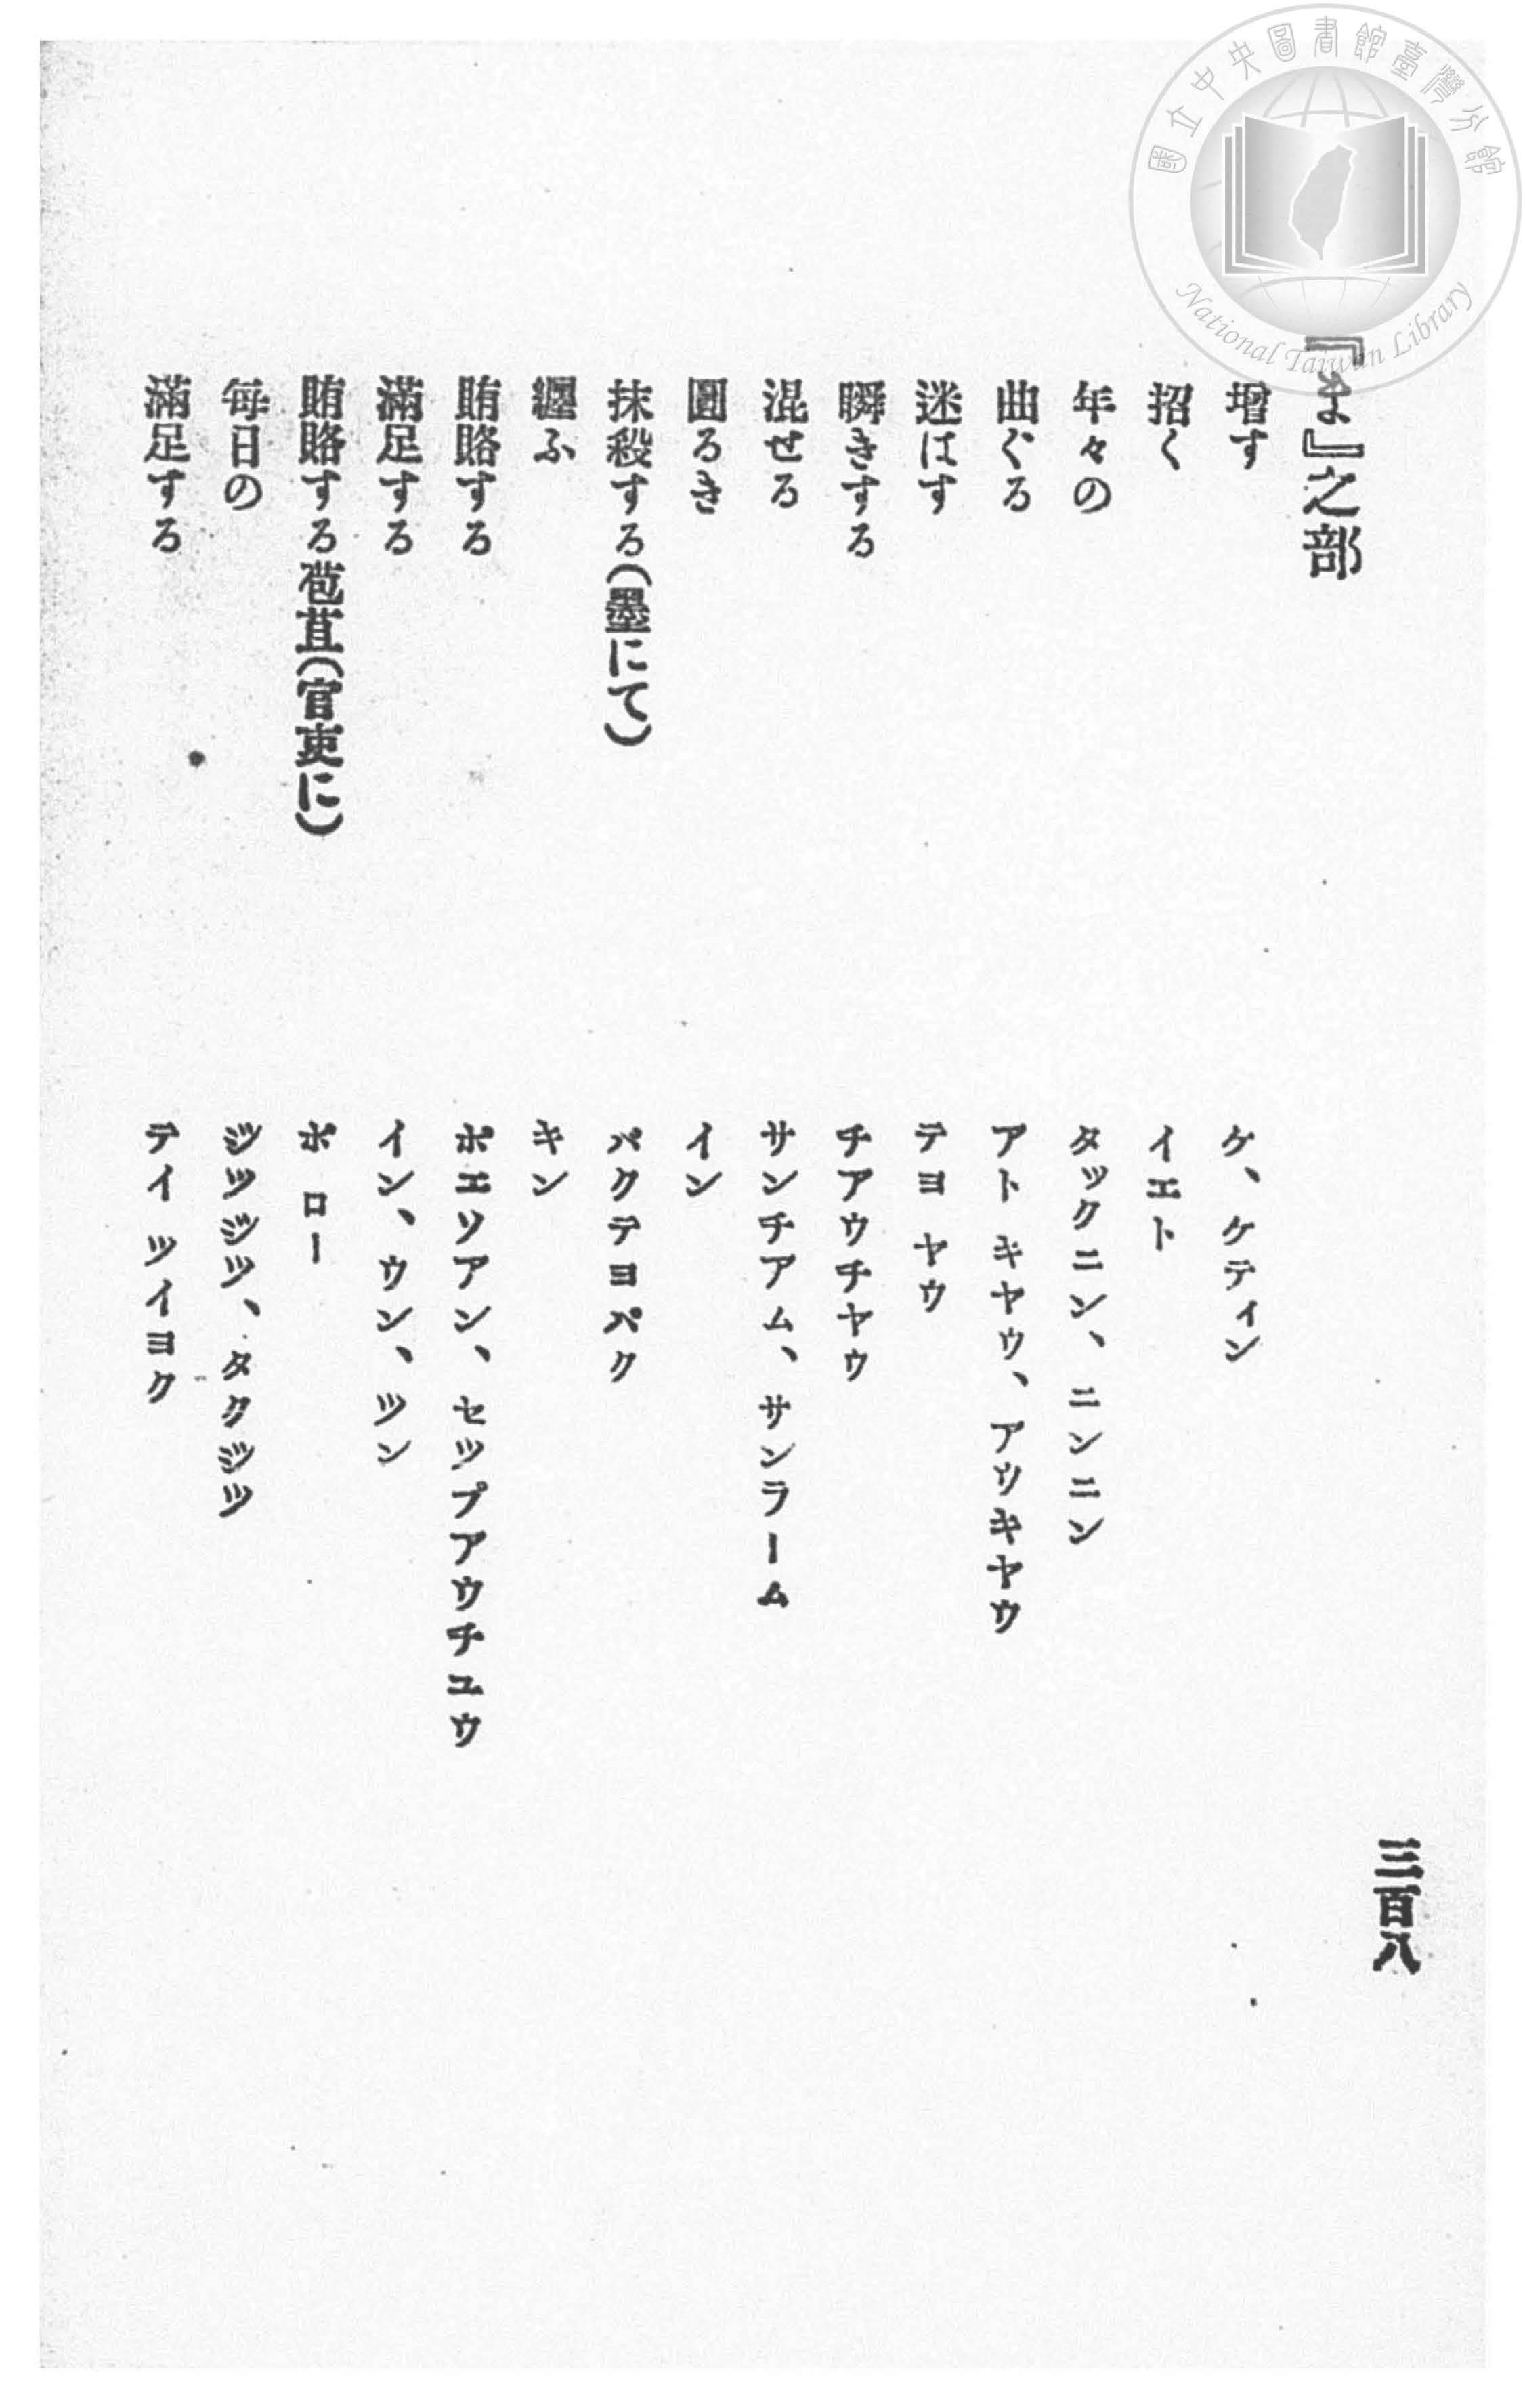 三百八
『ま』之部
增す　ケ、ケティン
招く　イエト
年々の　タックニン、ニンニン
曲ぐる　アト キヤウ、アツキヤウ
迷はす　テヨ ヤウ
瞬きする　チアウチヤウ
混ぜる　サンチアム、サンラーム
圓るき　イン
抹殺する(墨にて)　パクテヨパク
纒ふ　キン
賄賂する　ポエソアン、セツプアウチユウ
滿足する　イン、ウン、ツン
賄賂する苞苴(官吏に)　ポ ロー
每日の　ジツジツ、タクジツ
滿足する　テイ ツイヨク
國立中央圖書館臺灣分館
National Taiwan Library